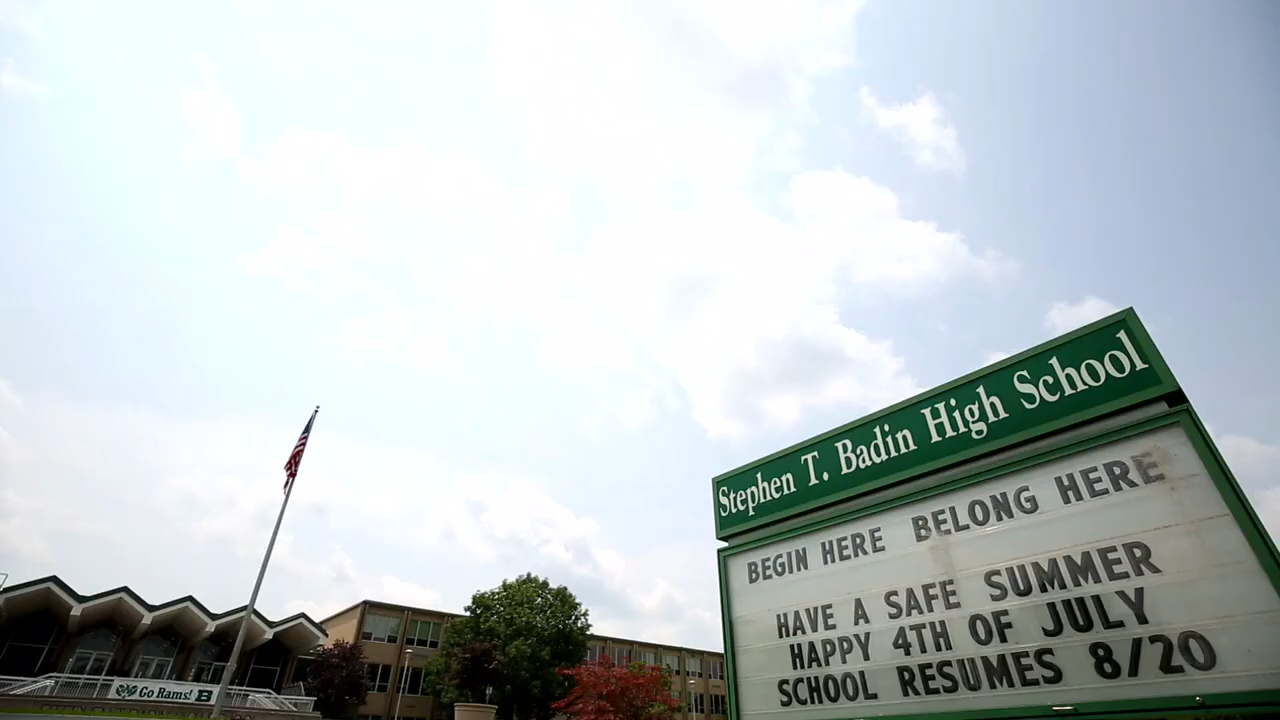 Stephen T. Badin High School
BEGIN HERE BELONG HERE
HAVE A SAFE SUMMER
HAPPY 4TH OF JULY
SCHOOL RESUMES 8/20
Go Rams! B